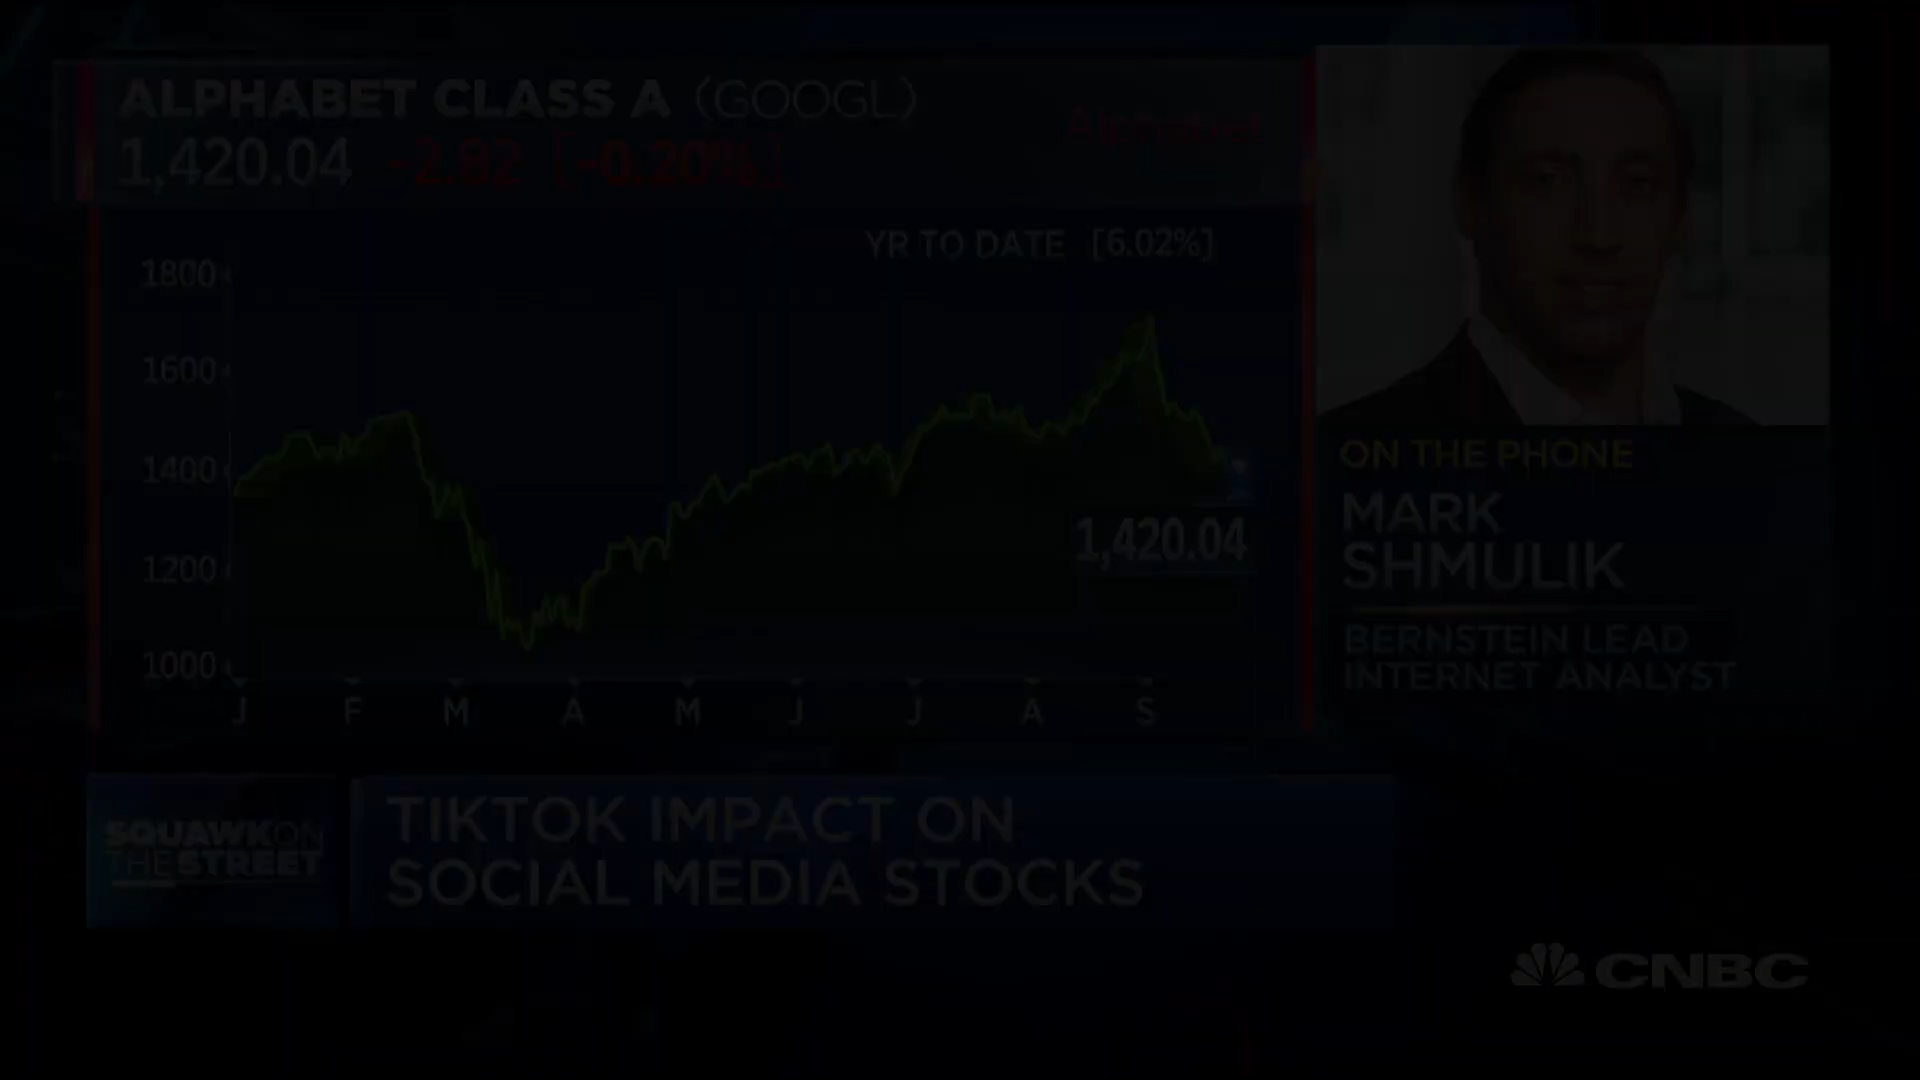 ALPHABET CLASS A (GOOGL)
1,420.04 -2.82 [-0.20%]
Alphabet
YR TO DATE [6.02%]
1800
1600
1400
1200
1000
1,420.04
J F M A M J J A S
ON THE PHONE
MARK
SHMULIK
BERNSTEIN LEAD
INTERNET ANALYST
SQUAWK ON
THE STREET
TIKTOK IMPACT ON
SOCIAL MEDIA STOCKS
CNBC